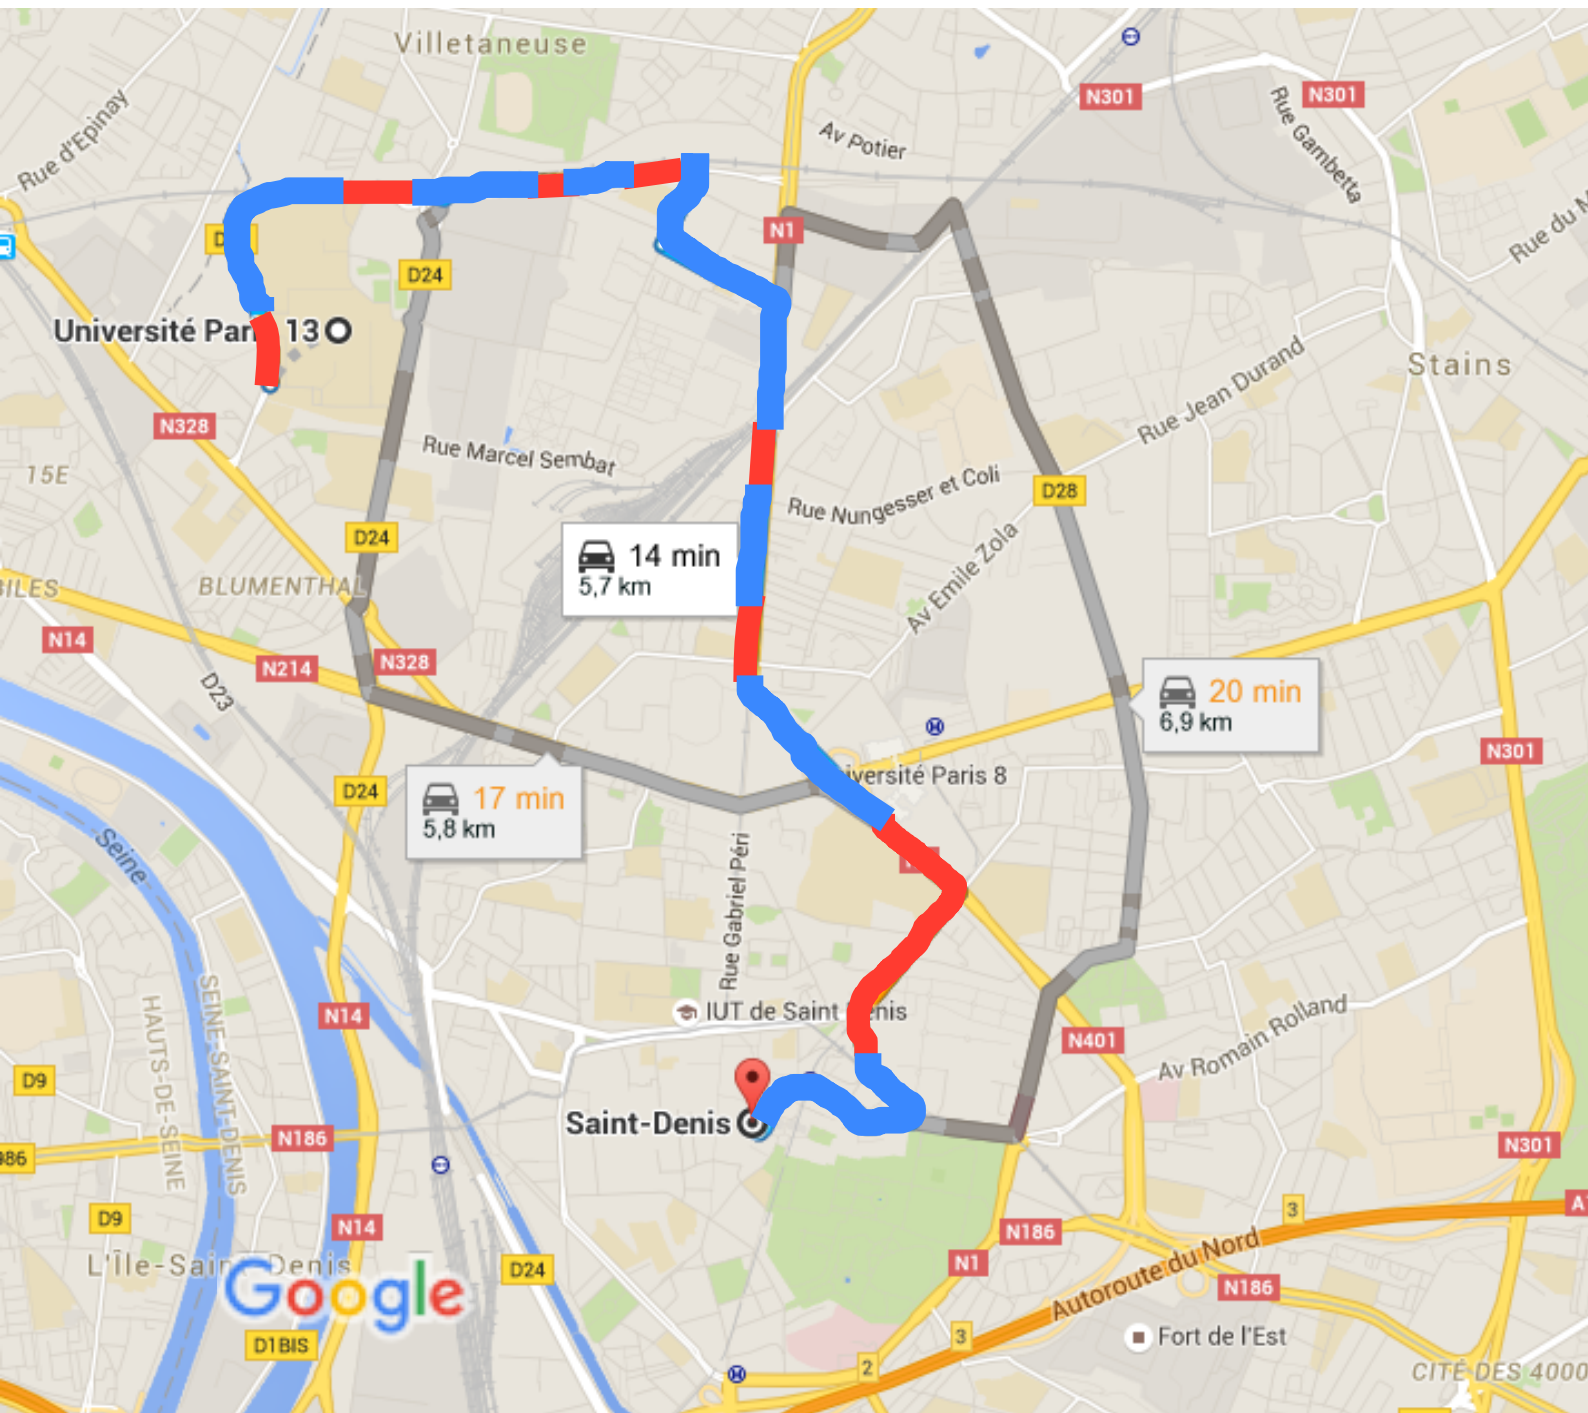 Villetaneuse
Rue d'Epinay
Av Potier
N301
N301
Rue Gambetta
N1
D24
Université Par 13
Rue Jean Durand
Stains
N328
15E
Rue Marcel Sembat
Rue Nungesser et Coli
D28
D24
14 min
5,7 km
Av Emile Zola
BLUMENTHAL
N14
N214
N328
D23
20 min
6,9 km
N301
D24
17 min
5,8 km
Université Paris 8
Seine
Rue Gabriel Péri
SEINE-SAINT-DENIS
HAUTS-DE-SEINE
IUT de Saint Denis
N14
N401
Av Romain Rolland
D9
Saint-Denis
N186
N301
D9
N14
N186
3
N1
Autoroute du Nord
N186
L'Île-Saint-Denis
D24
Google
D1BIS
3
Fort de l'Est
2
CITÉ DES 4000